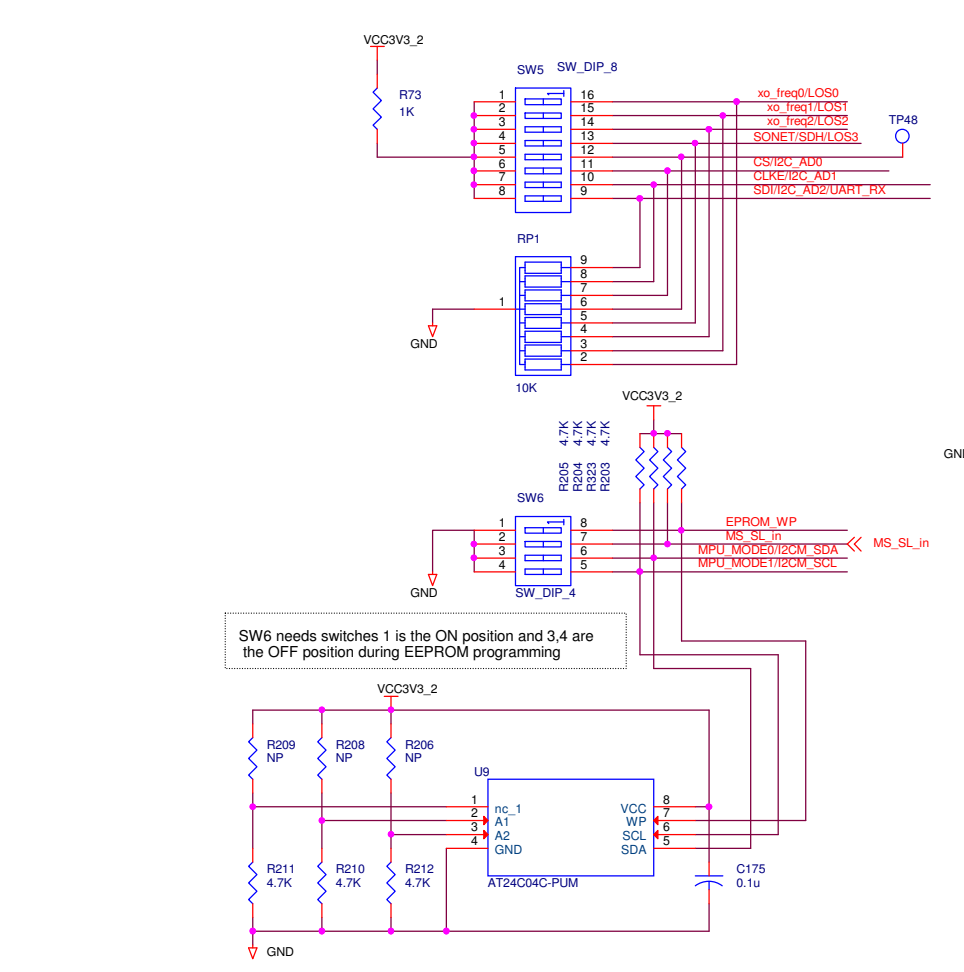 VCC3V3_2
R73
1K
SW5
SW_DIP_8
1
2
3
4
5
6
7
8
16
15
14
13
12
11
10
9
xo_freq0/LOS0
xo_freq1/LOS1
xo_freq2/LOS2
SONET/SDH/LOS3
CS/I2C_AD0
CLKE/I2C_AD1
SDI/I2C_AD2/UART_RX
TP48
RP1
1
9
8
7
6
5
4
3
2
GND
10K
VCC3V3_2
R205 4.7K
R204 4.7K
R323 4.7K
R203 4.7K
GND
SW6
1
2
3
4
8
7
6
5
EPROM_WP
MS_SL_in
MPU_MODE0/I2CM_SDA
MPU_MODE1/I2CM_SCL
MS_SL_in
GND
SW_DIP_4
SW6 needs switches 1 is the ON position and 3,4 are
the OFF position during EEPROM programming
VCC3V3_2
R209
NP
R208
NP
R206
NP
U9
1
2
3
4
nc_1
A1
A2
GND
VCC
WP
SCL
SDA
8
7
6
5
AT24C04C-PUM
R211
4.7K
R210
4.7K
R212
4.7K
C175
0.1u
GND